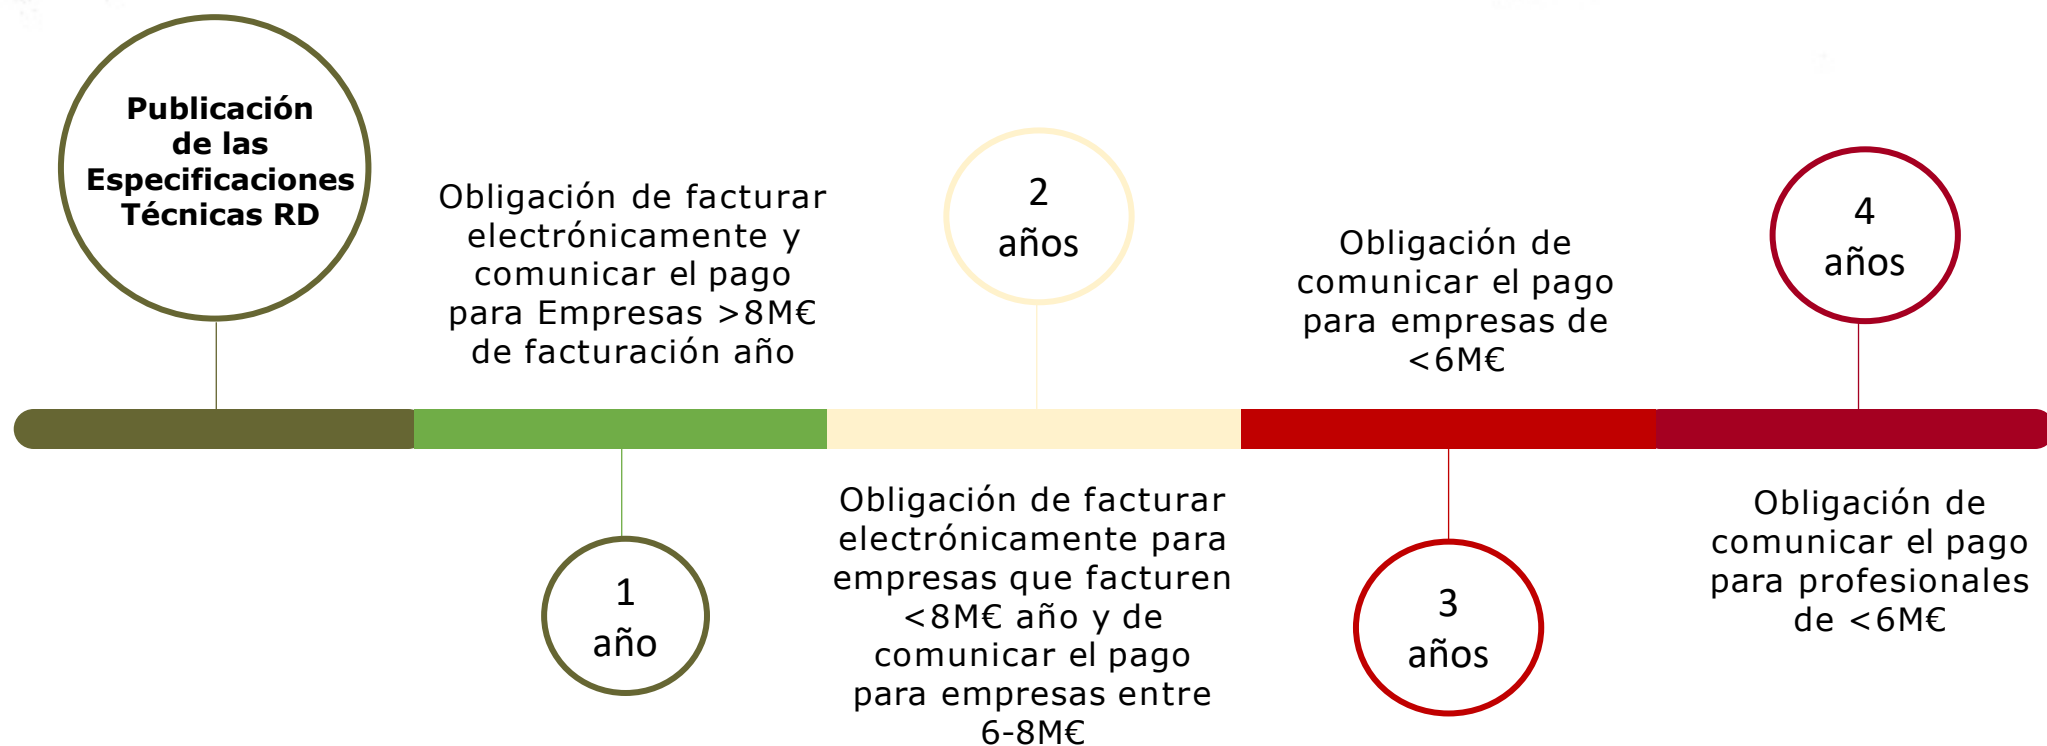 Publicación
de las
Especificaciones
Técnicas RD
Obligación de facturar
electrónicamente y
comunicar el pago
para Empresas >8M€
de facturación año
1
año
2
años
Obligación de facturar
electrónicamente para
empresas que facturen
<8M€ año y de
comunicar el pago
para empresas entre
6-8M€
Obligación de
comunicar el pago
para empresas de
<6M€
3
años
4
años
Obligación de
comunicar el pago
para profesionales
de <6M€